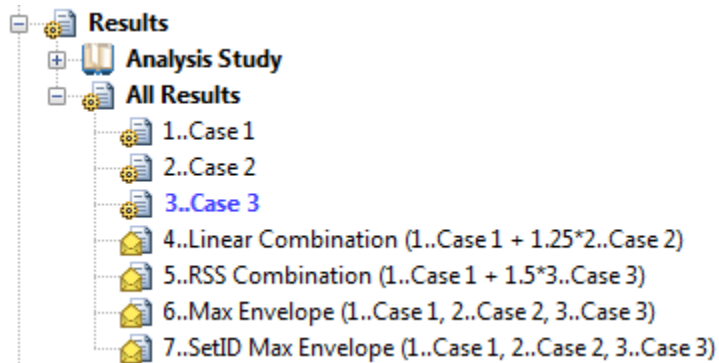 Results
Analysis Study
All Results
1..Case 1
2..Case 2
3..Case 3
4..Linear Combination (1..Case 1 + 1.25*2..Case 2)
5..RSS Combination (1..Case 1 + 1.5*3..Case 3)
6..Max Envelope (1..Case 1, 2..Case 2, 3..Case 3)
7..SetID Max Envelope (1..Case 1, 2..Case 2, 3..Case 3)